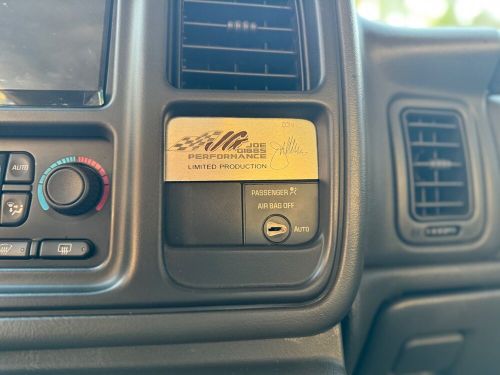 JOE
GIBBS
PERFORMANCE
LIMITED PRODUCTION
PASSENGER
AIR BAG OFF
AUTO
AUTO